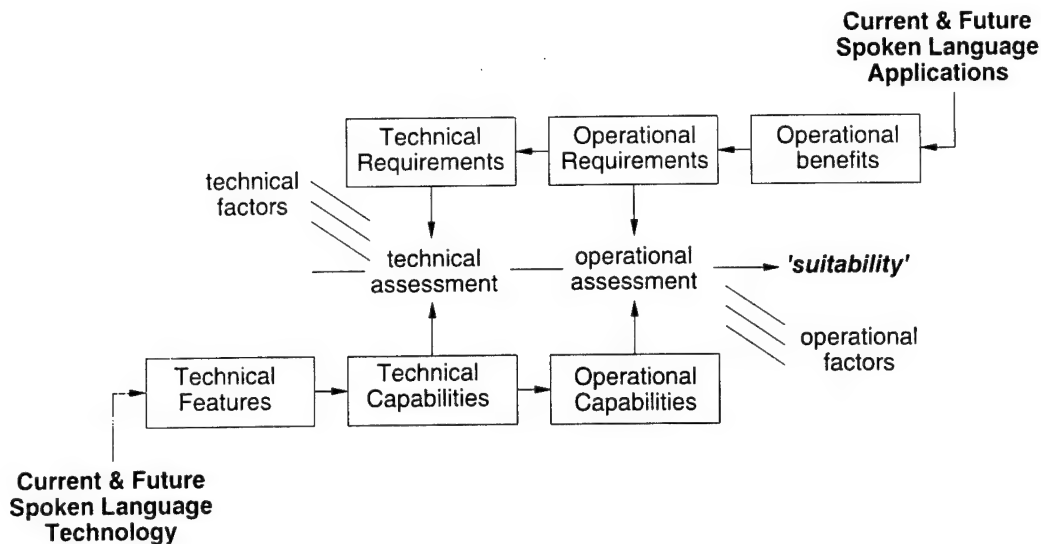 Current & Future
Spoken Language
Applications
Technical
Requirements
Operational
Requirements
Operational
benefits
technical
factors
technical
assessment
operational
assessment
'suitability'
operational
factors
Technical
Features
Technical
Capabilities
Operational
Capabilities
Current & Future
Spoken Language
Technology